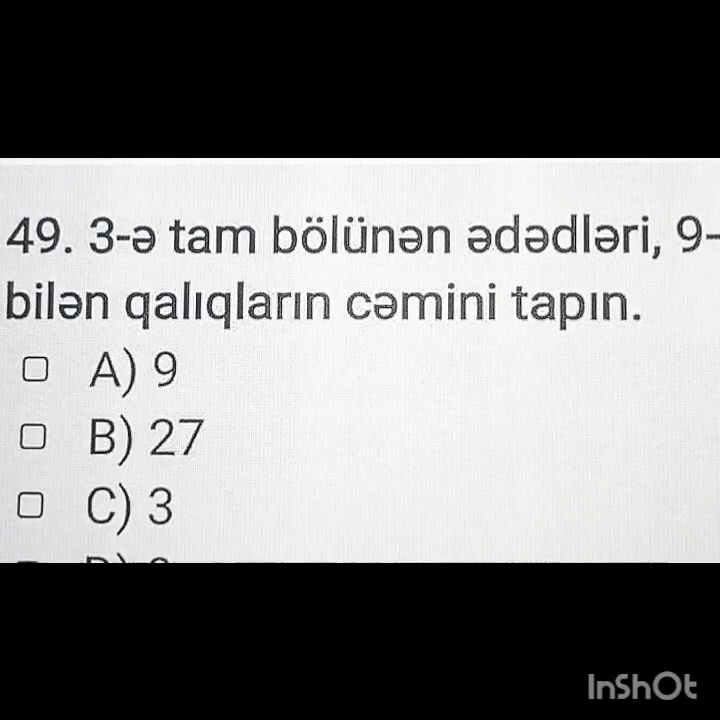 49. 3-ə tam bölünən ədədləri, 9-
bilən qalıqların cəmini tapın.
A) 9
B) 27
C) 3
InShOt